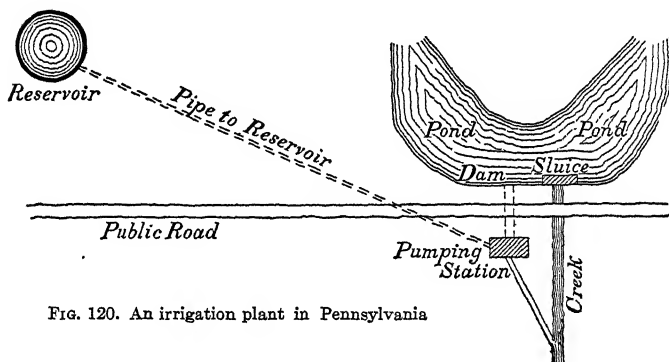 Reservoir
Pipe to Reservoir
Pond
Pond
Dam
Sluice
Public Road
Pumping
Station
Creek
FIG. 120. An irrigation plant in Pennsylvania